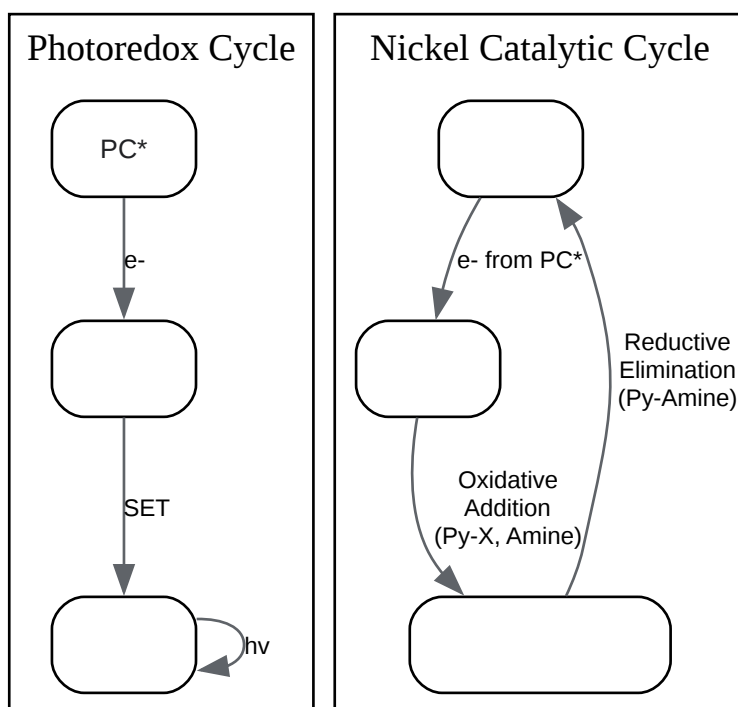 Photoredox Cycle
PC*
e-
SET
hv
Nickel Catalytic Cycle
e- from PC*
Reductive
Elimination
(Py-Amine)
Oxidative
Addition
(Py-X, Amine)